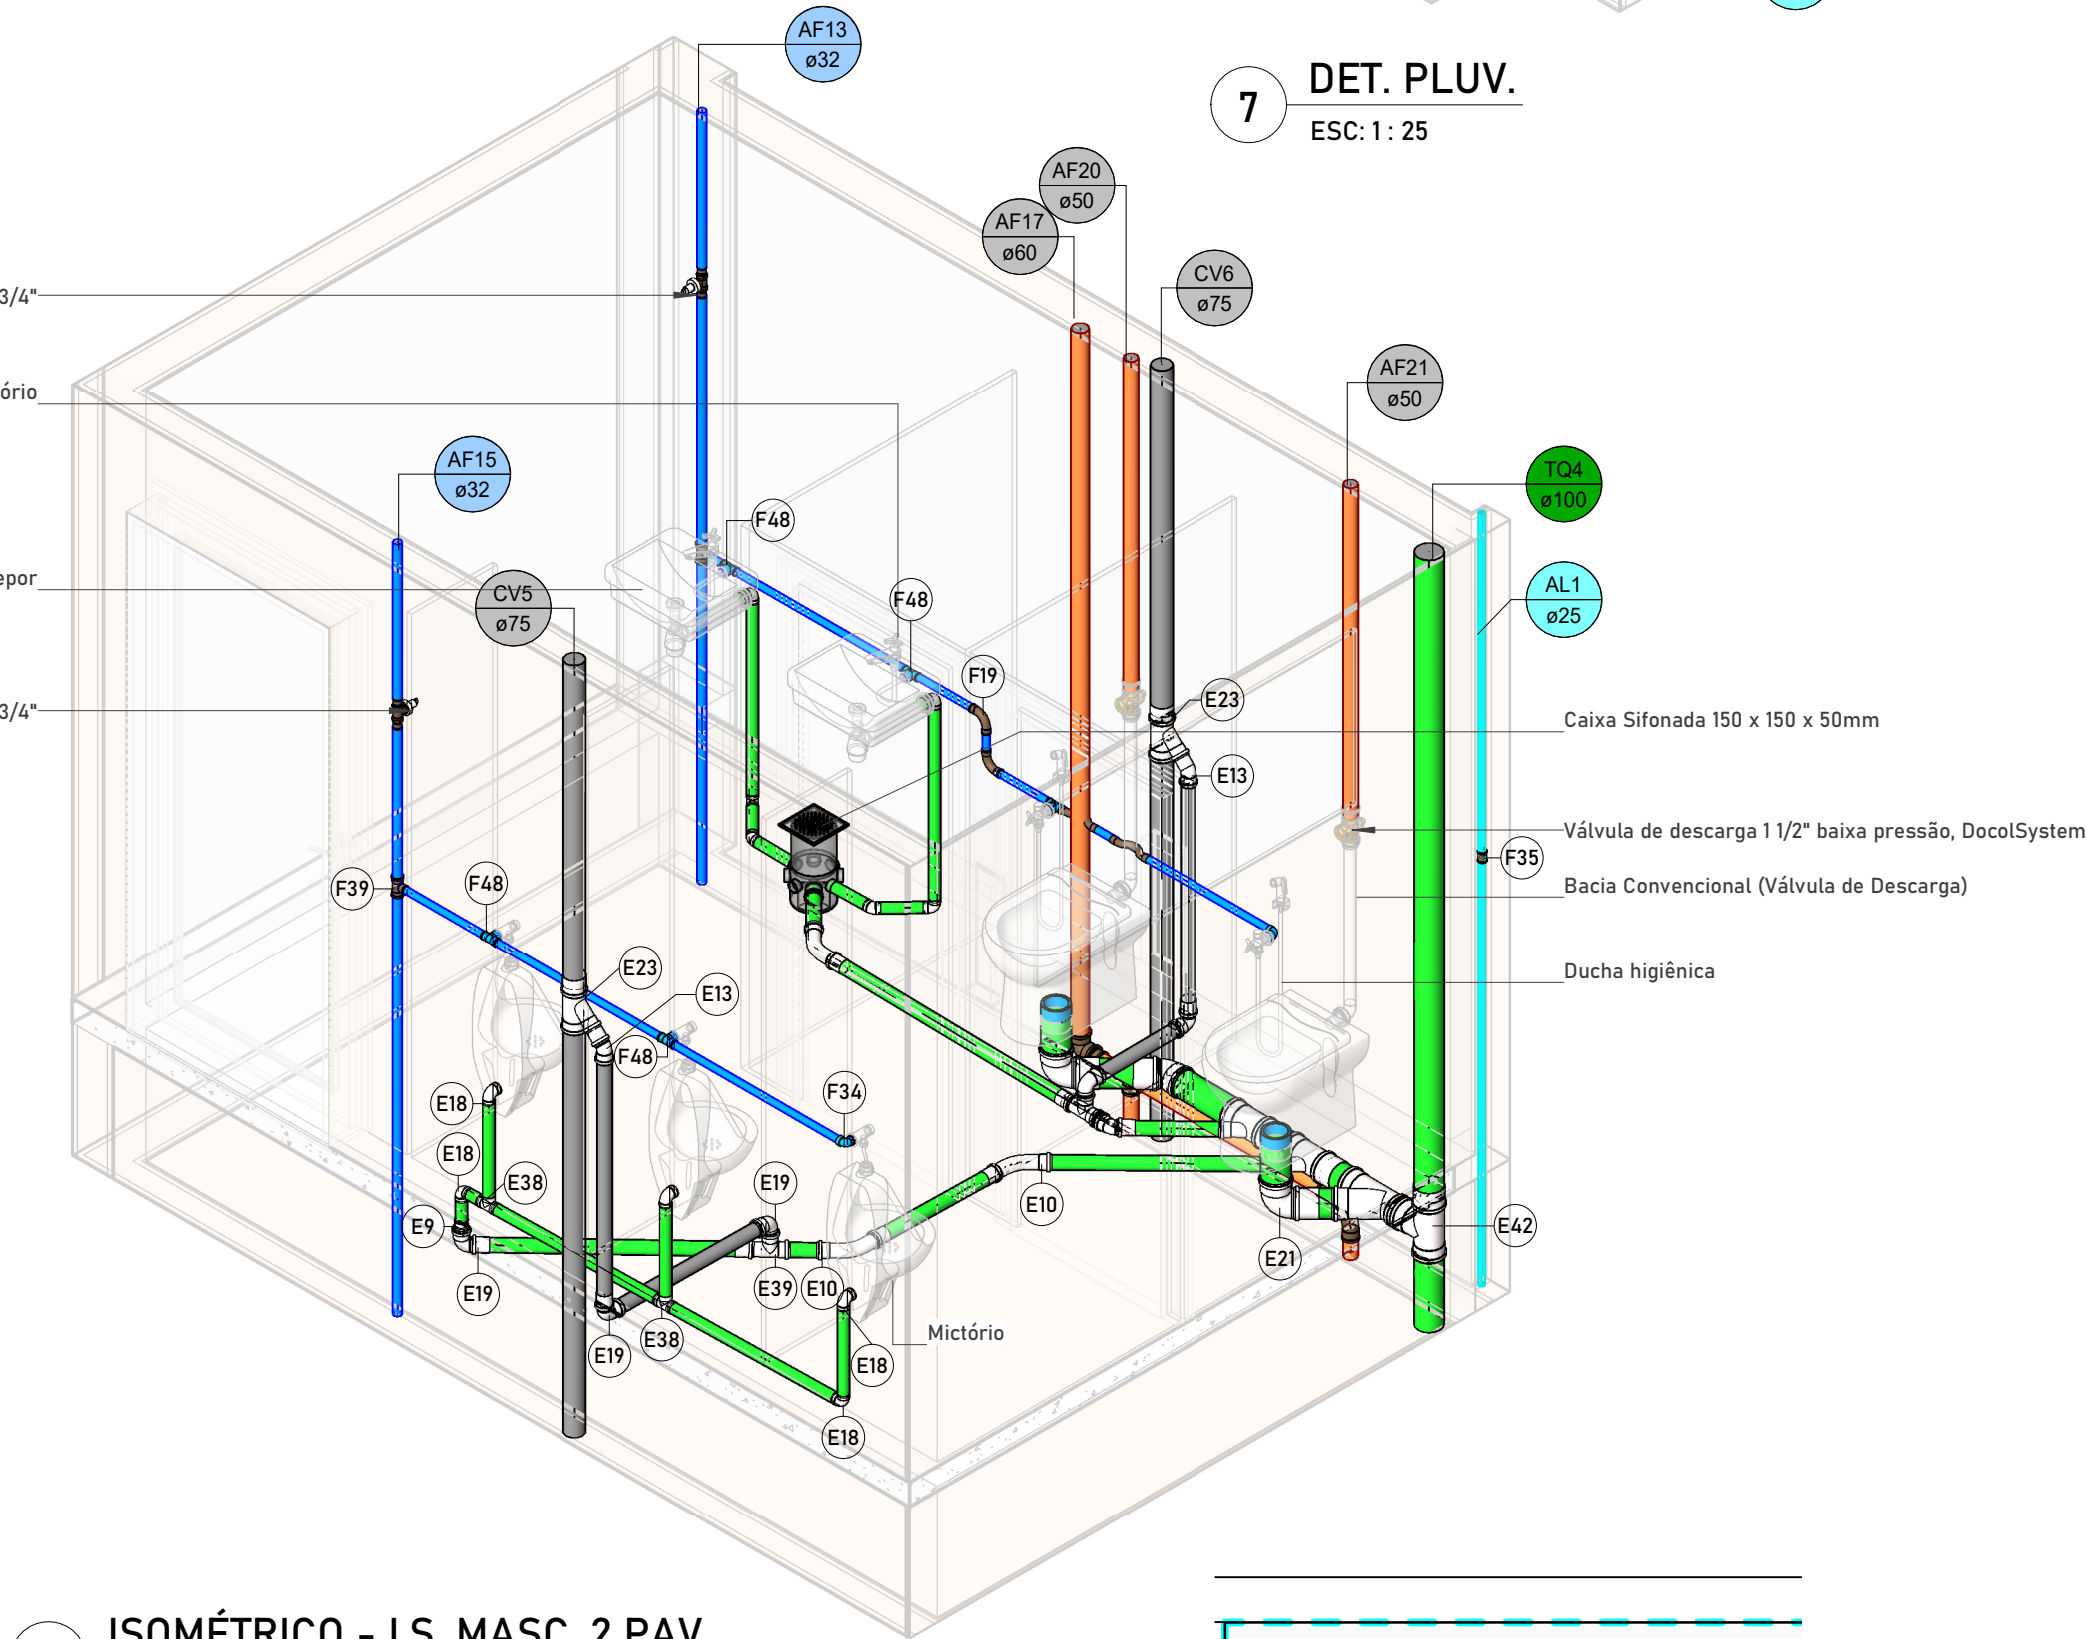 AF13
ø32
7
DET. PLUV.
ESC: 1 : 25
AF20
ø50
AF17
ø60
CV6
ø75
3/4"
AF21
ø50
ório
AF15
ø32
TQ4
ø100
F48
epor
CV5
ø75
F48
AL1
ø25
F19
E23
3/4"
Caixa Sifonada 150 x 150 x 50mm
E13
Válvula de descarga 1 1/2" baixa pressão, DocolSystem
F35
F39
F48
Bacia Convencional (Válvula de Descarga)
E23
Ducha higiênica
E13
F48
F34
E18
E18
E38
E19
E10
E9
E42
E21
E19
E39
E10
Mictório
E38
E19
E18
E18
ISOMÉTRICO - I.S. MASC. 2 PAV